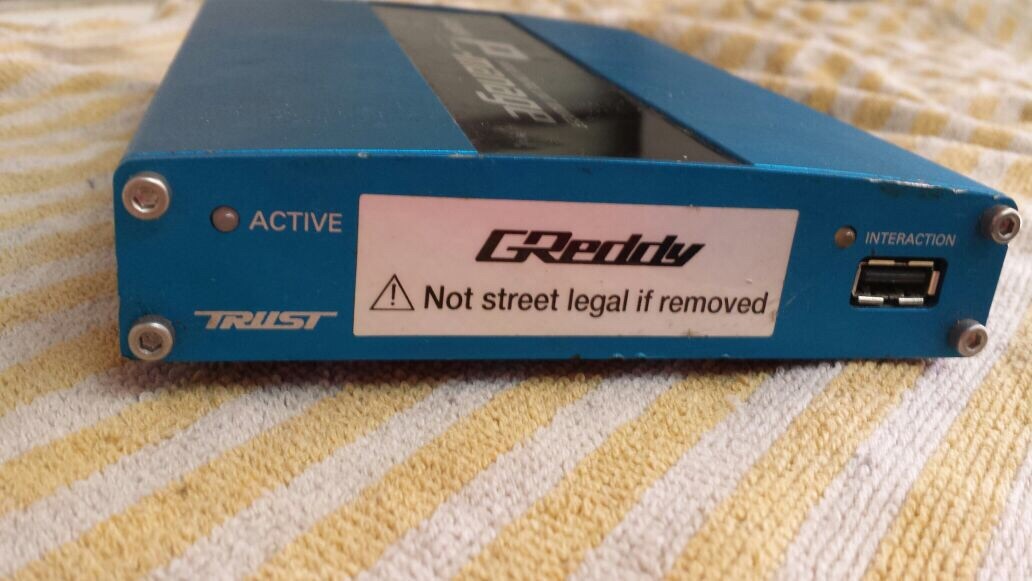 ACTIVE
GReddy
INTERACTION
⚠ Not street legal if removed
TRUST